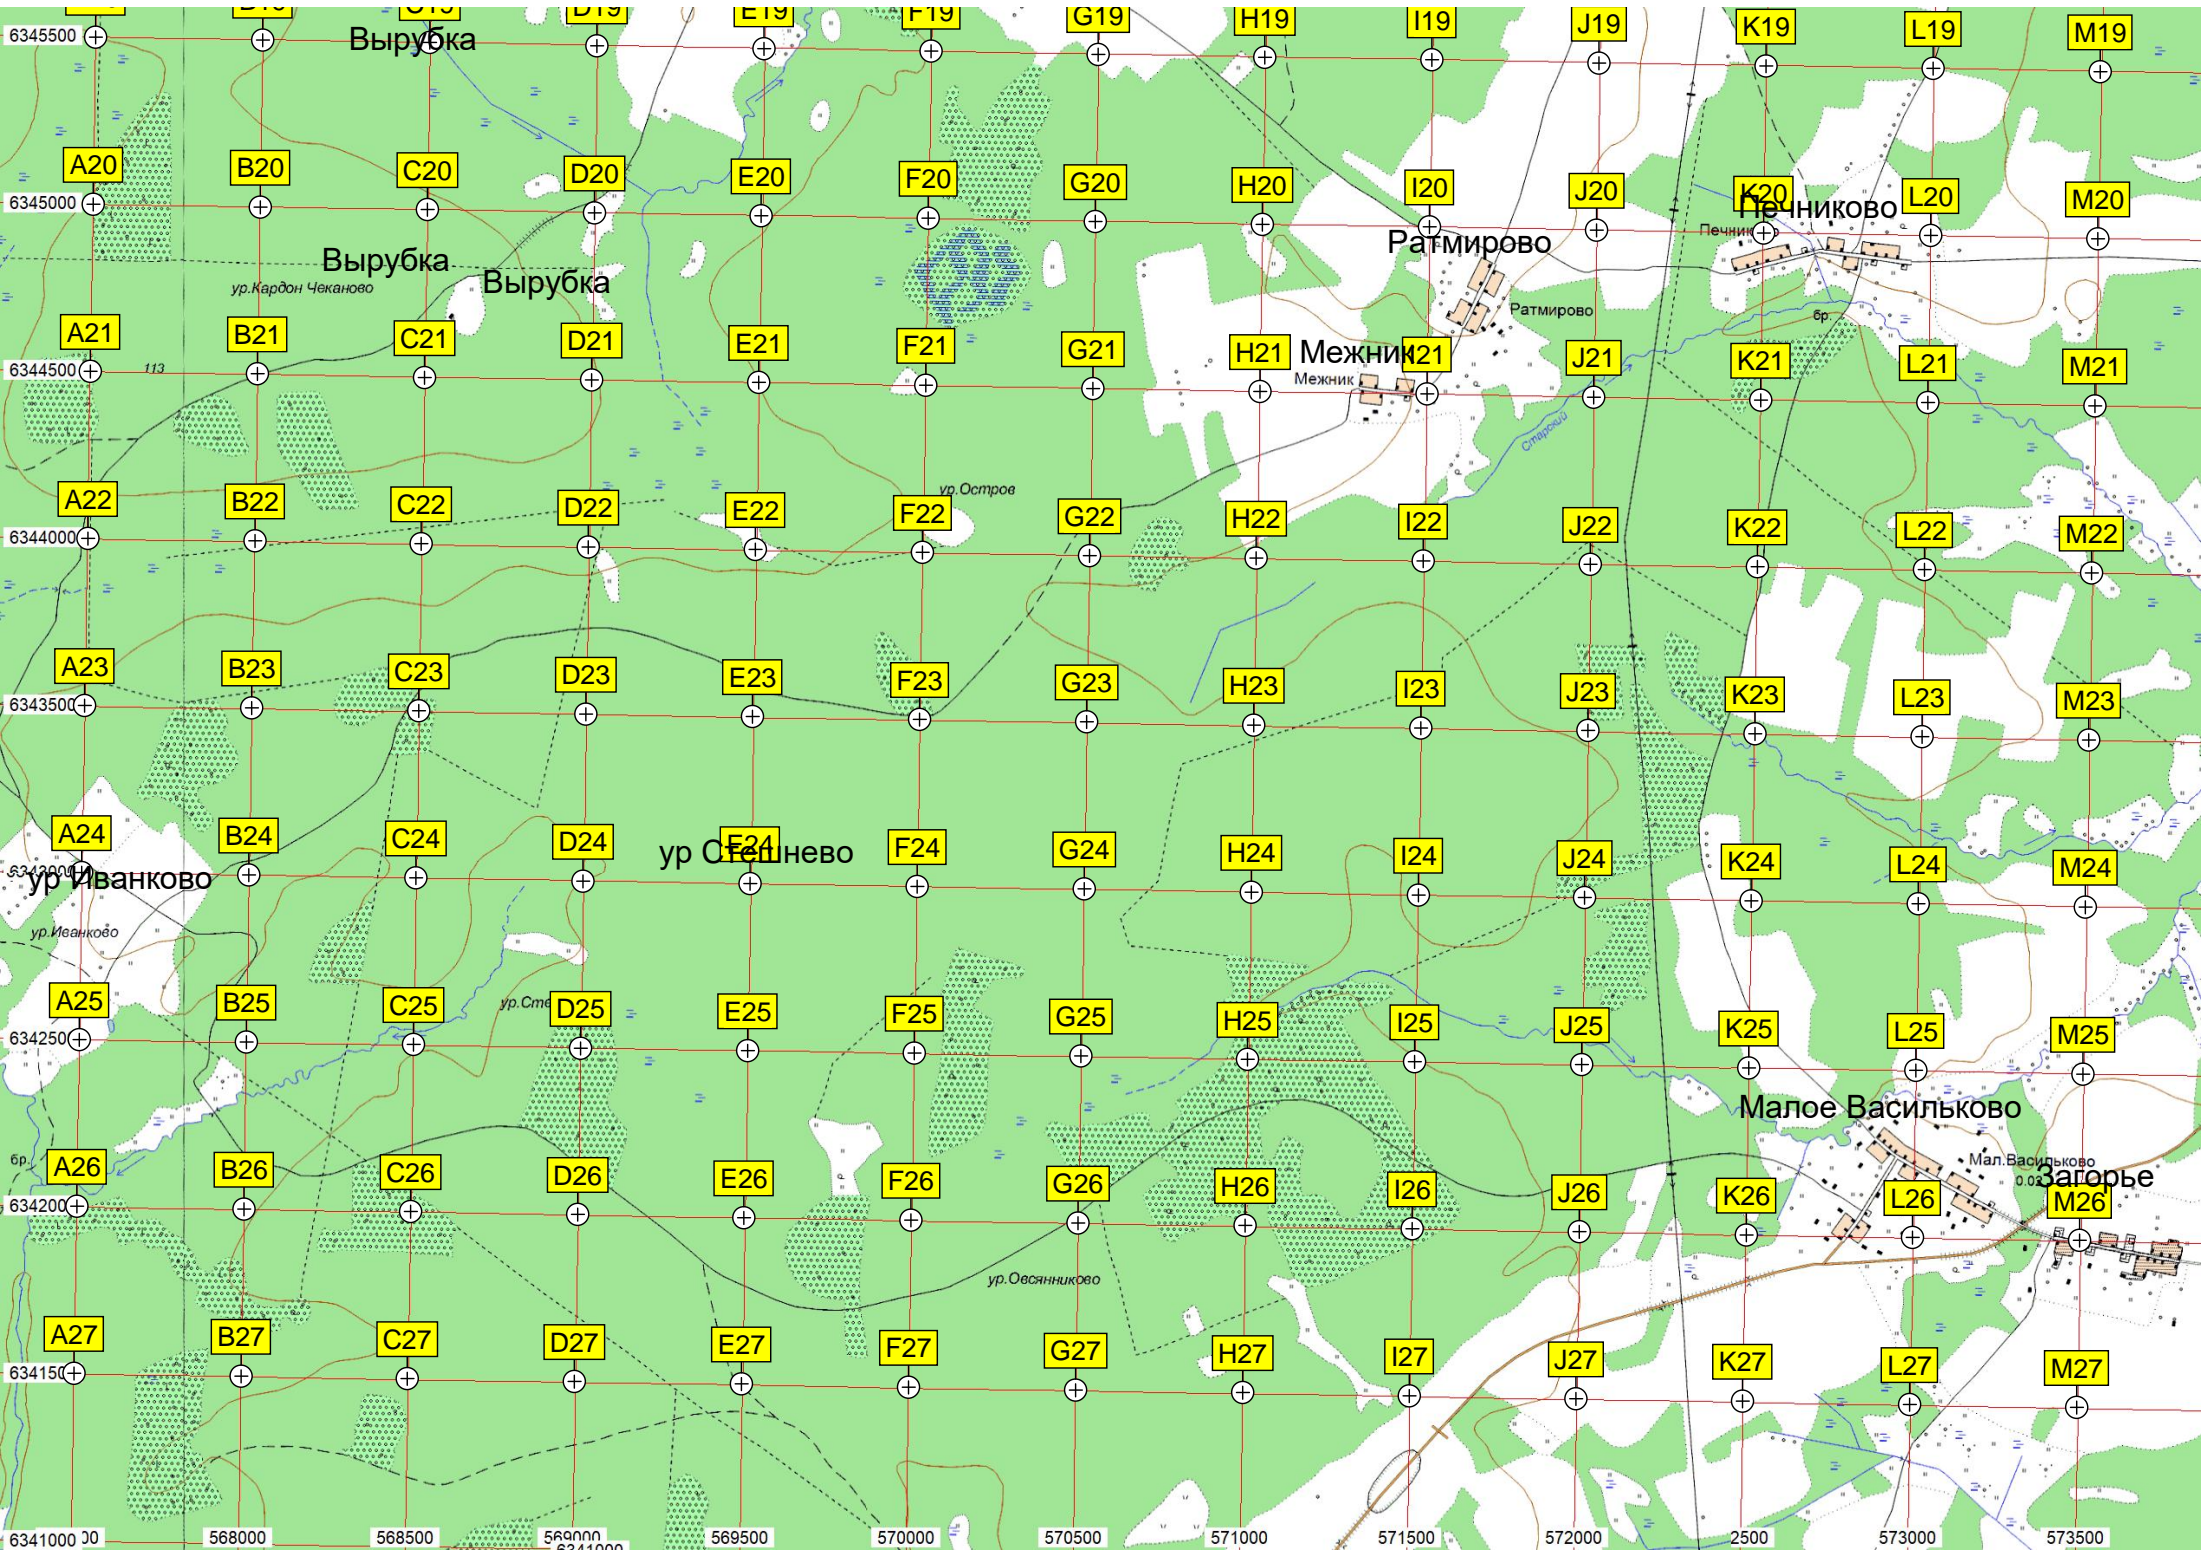 6345500
Вырубка
E19
F19
G19
H19
I19
J19
K19
L19
M19
6345000
A20
B20
C20
D20
E20
F20
G20
H20
I20
J20
K20
L20
M20
Печниково
Ратмирово
Вырубка
Вырубка
ур.Кардон Чеканово
Ратмирово
бр.
6344500
A21
113
B21
C21
D21
E21
F21
G21
H21
Межник
Межник
I21
J21
K21
L21
M21
Старский
ур.Остров
6344000
A22
B22
C22
D22
E22
F22
G22
H22
I22
J22
K22
L22
M22
6343500
A23
B23
C23
D23
E23
F23
G23
H23
I23
J23
K23
L23
M23
A24
B24
C24
D24
ур Стешнево
E24
F24
G24
H24
I24
J24
K24
L24
M24
ур Иванково
ур.Иванково
A25
B25
C25
D25
E25
F25
G25
H25
I25
J25
K25
L25
M25
Малое Васильково
Мал.Васильково
Загорье
бр.
A26
B26
C26
D26
E26
F26
G26
H26
I26
J26
K26
L26
M26
ур.Овсянниково
A27
B27
C27
D27
E27
F27
G27
H27
I27
J27
K27
L27
M27
6341000
568000
568500
569000
569500
570000
570500
571000
571500
572000
2500
573000
573500